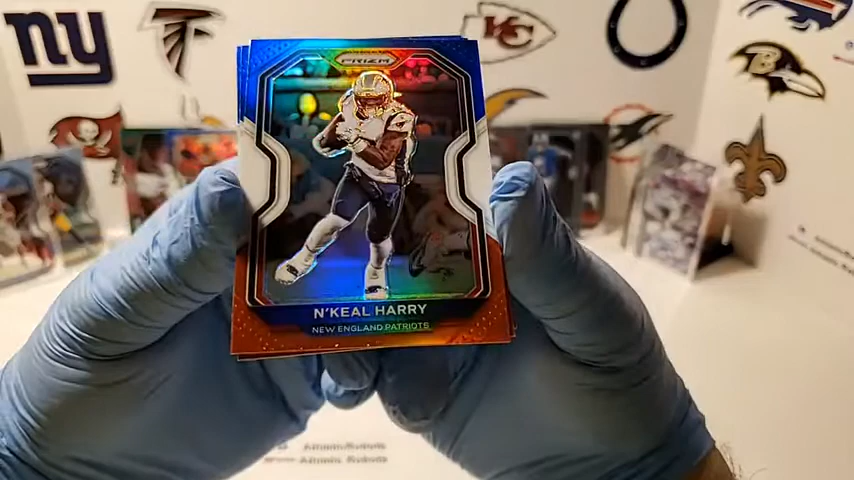 ny
KC
PRIZM
N'KEAL HARRY
NEW ENGLAND PATRIOTS